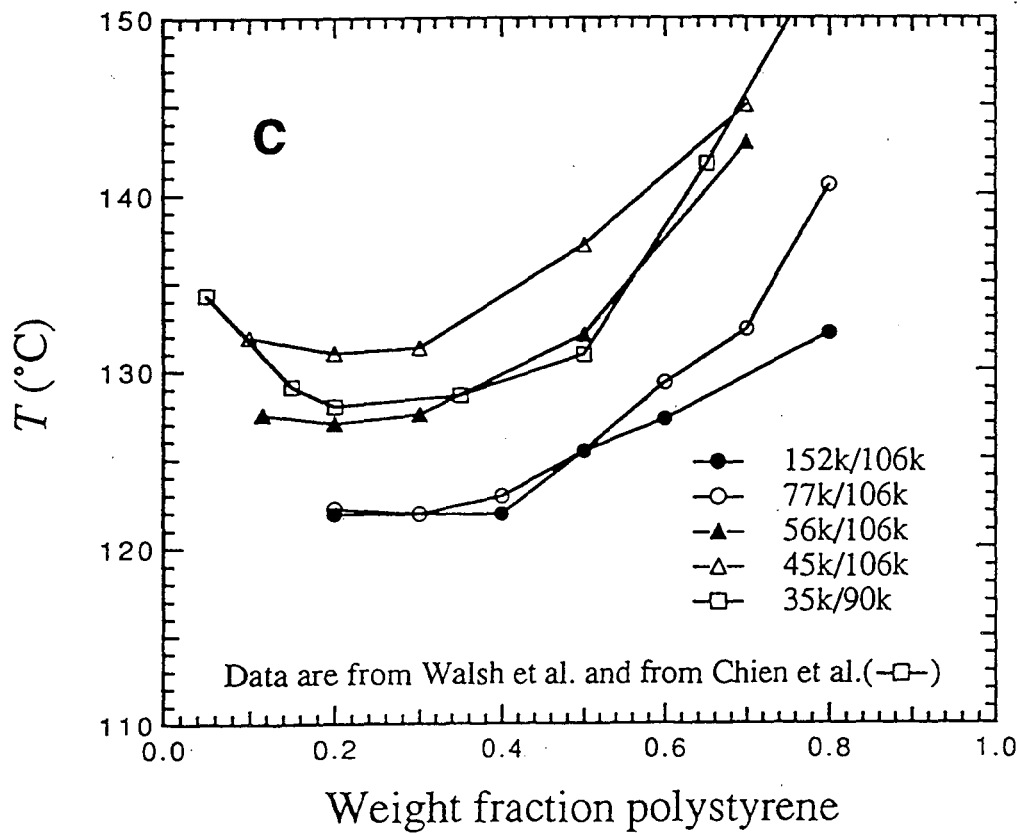 150
C
140
130
120
110
T (°C)
152k/106k
77k/106k
56k/106k
45k/106k
35k/90k
Data are from Walsh et al. and from Chien et al.( )
0.0 0.2 0.4 0.6 0.8 1.0
Weight fraction polystyrene